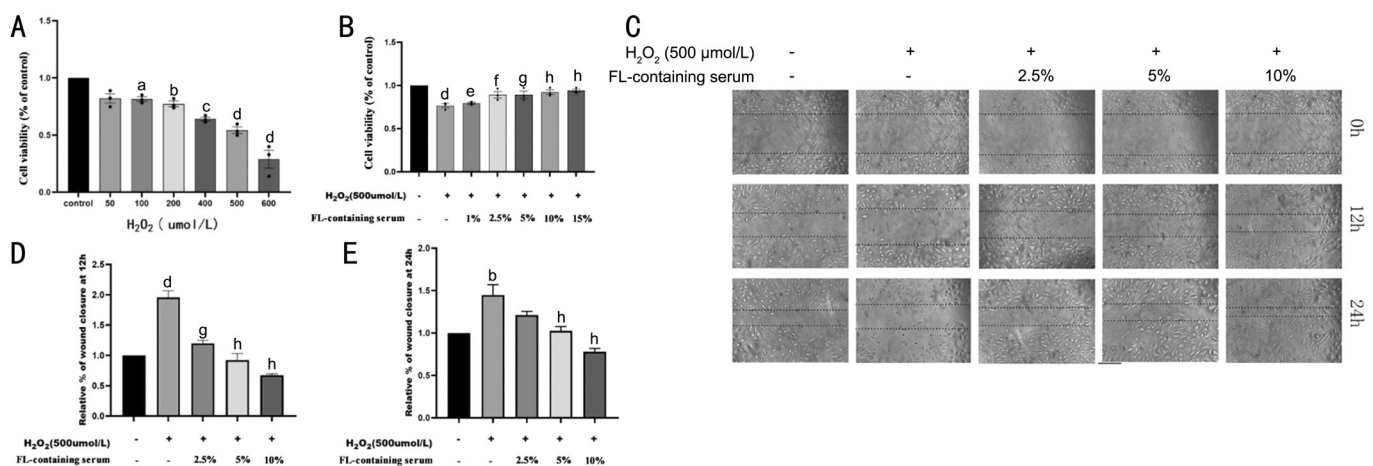 A
Cell viability (% of control)
1.5
1.0
0.5
0.0
a
b
c
d
d
control 50 100 200 400 500 600
H₂O₂ ( umol/L)
B
Cell viability (% of control)
1.5
1.0
0.5
0.0
d
e
f
g
h
h
H₂O₂(500umol/L) - + + + + + +
FL-containing serum - - 1% 2.5% 5% 10% 15%
C
H₂O₂ (500 μmol/L) - + + + +
FL-containing serum - - 2.5% 5% 10%
0h
12h
24h
D
Relative % of wound closure at 12h
2.5
2.0
1.5
1.0
0.5
0.0
d
g
h
h
H₂O₂(500umol/L) - + + + +
FL-containing serum - - 2.5% 5% 10%
E
Relative % of wound closure at 24h
2.0
1.5
1.0
0.5
0.0
b
h
h
H₂O₂(500umol/L) - + + + +
FL-containing serum - - 2.5% 5% 10%